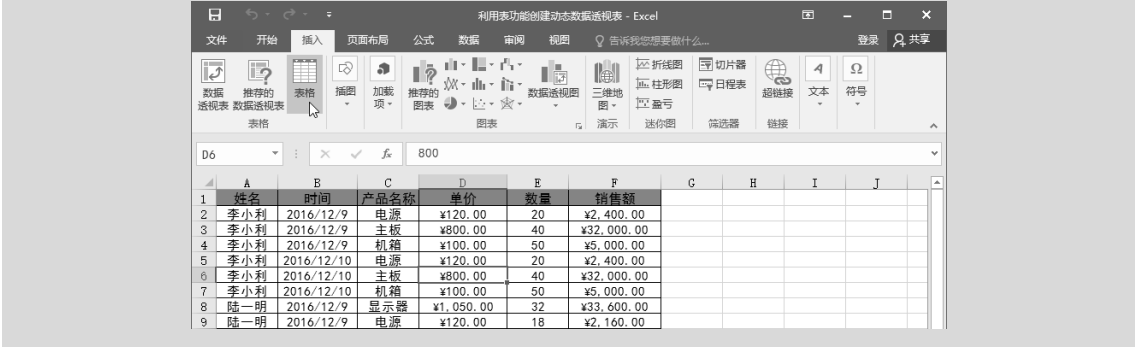 利用表功能创建动态数据透视表 - Excel
文件 开始 插入 页面布局 公式 数据 审阅 视图 告诉我您想要做什么... 登录 共享
数据透视表 推荐的数据透视表 表格 插图 加载项 推荐的图表 数据透视图 三维地图 折线图 柱形图 盈亏 切片器 日程表 超链接 文本 符号
表格 图表 演示 迷你图 筛选器 链接
D6 fx 800
A B C D E F G H I J
1 姓名 时间 产品名称 单价 数量 销售额
2 李小利 2016/12/9 电源 ¥120.00 20 ¥2,400.00
3 李小利 2016/12/9 主板 ¥800.00 40 ¥32,000.00
4 李小利 2016/12/9 机箱 ¥100.00 50 ¥5,000.00
5 李小利 2016/12/10 电源 ¥120.00 20 ¥2,400.00
6 李小利 2016/12/10 主板 ¥800.00 40 ¥32,000.00
7 李小利 2016/12/10 机箱 ¥100.00 50 ¥5,000.00
8 陆一明 2016/12/9 显示器 ¥1,050.00 32 ¥33,600.00
9 陆一明 2016/12/9 电源 ¥120.00 18 ¥2,160.00